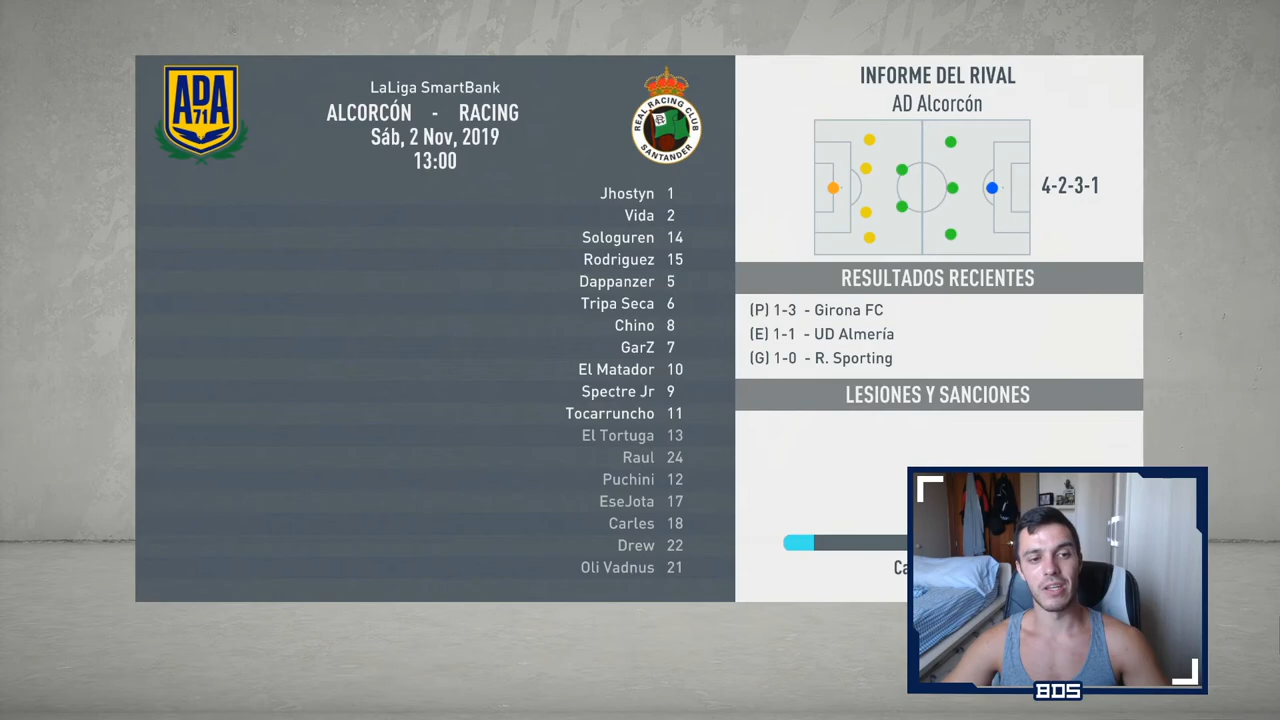 ADA
71
LaLiga SmartBank
ALCORCÓN - RACING
Sáb, 2 Nov, 2019
13:00
REAL RACING CLUB
SANTANDER
Jhostyn 1
Vida 2
Sologuren 14
Rodriguez 15
Dappanzer 5
Tripa Seca 6
Chino 8
GarZ 7
El Matador 10
Spectre Jr 9
Tocarruncho 11
El Tortuga 13
Raul 24
Puchini 12
EseJota 17
Carles 18
Drew 22
Oli Vadnus 21
INFORME DEL RIVAL
AD Alcorcón
4-2-3-1
RESULTADOS RECIENTES
(P) 1-3 - Girona FC
(E) 1-1 - UD Almería
(G) 1-0 - R. Sporting
LESIONES Y SANCIONES
Ca
BDS